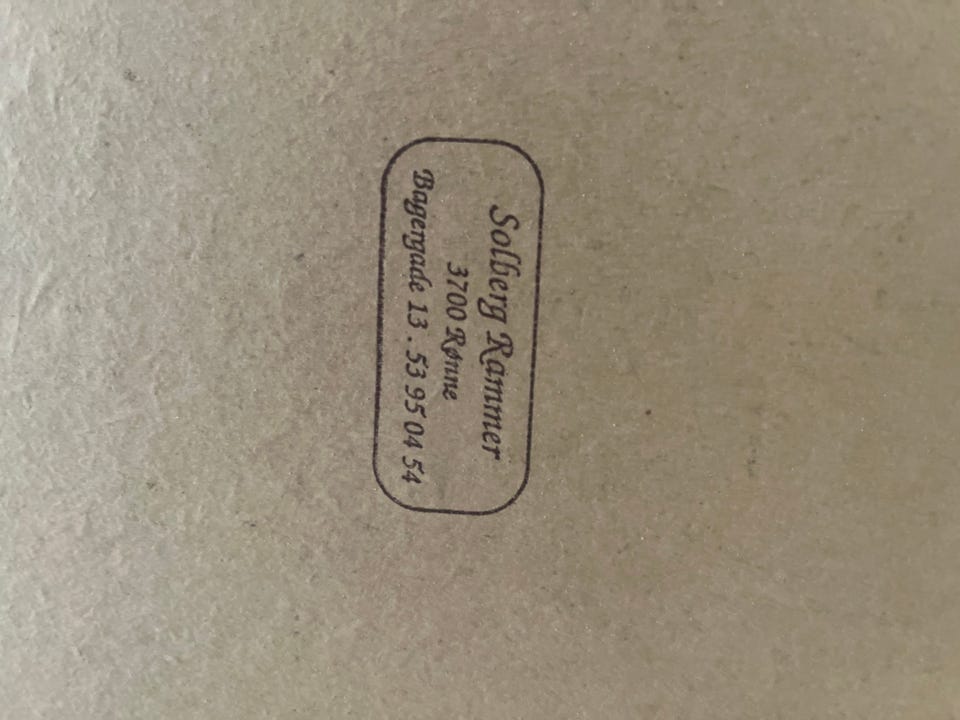 Solberg Rammer
3700 Rønne
Bagergade 13 . 53 95 04 54